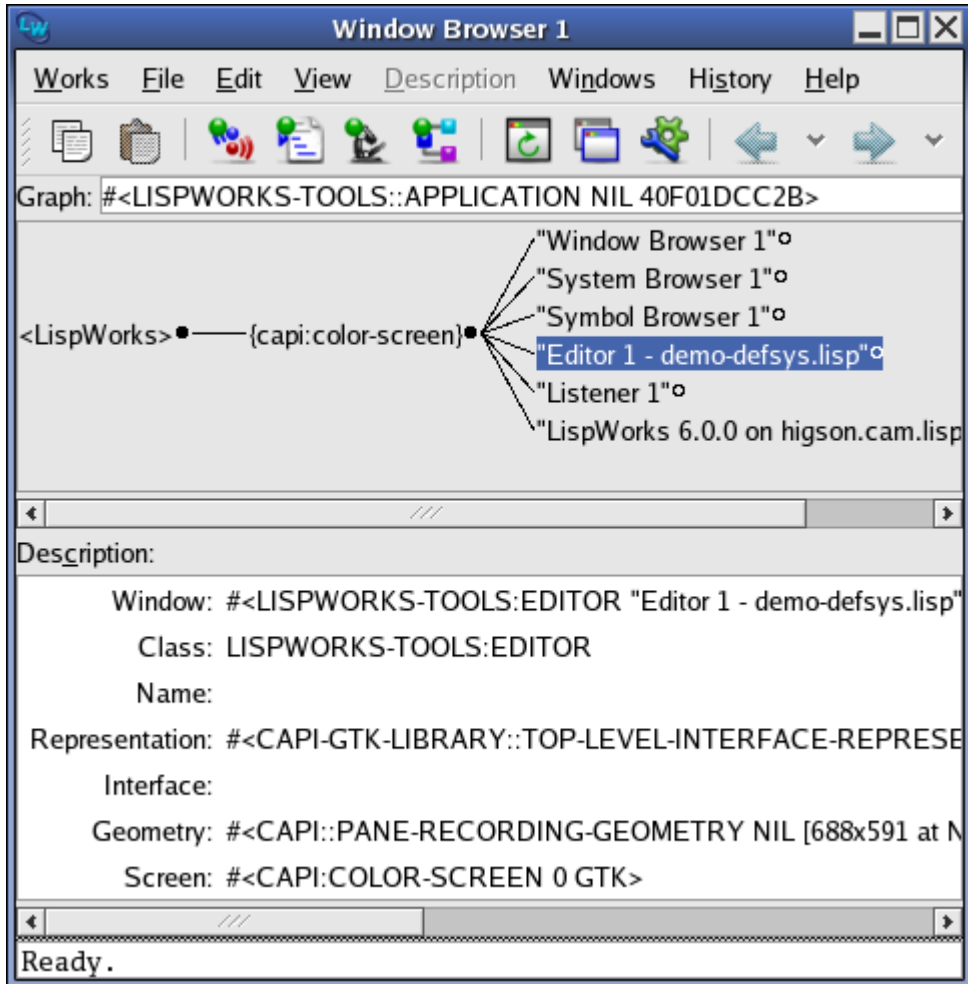 LW
Window Browser 1
Works File Edit View Description Windows History Help
Graph: #<LISPWORKS-TOOLS::APPLICATION NIL 40F01DCC2B>
"Window Browser 1"
"System Browser 1"
"Symbol Browser 1"
<LispWorks> {capi:color-screen}
"Editor 1 - demo-defsys.lisp"
"Listener 1"
"LispWorks 6.0.0 on higson.cam.lisp
Description:
Window: #<LISPWORKS-TOOLS:EDITOR "Editor 1 - demo-defsys.lisp"
Class: LISPWORKS-TOOLS:EDITOR
Name:
Representation: #<CAPI-GTK-LIBRARY::TOP-LEVEL-INTERFACE-REPRESE
Interface:
Geometry: #<CAPI::PANE-RECORDING-GEOMETRY NIL [688x591 at N
Screen: #<CAPI:COLOR-SCREEN 0 GTK>
Ready.